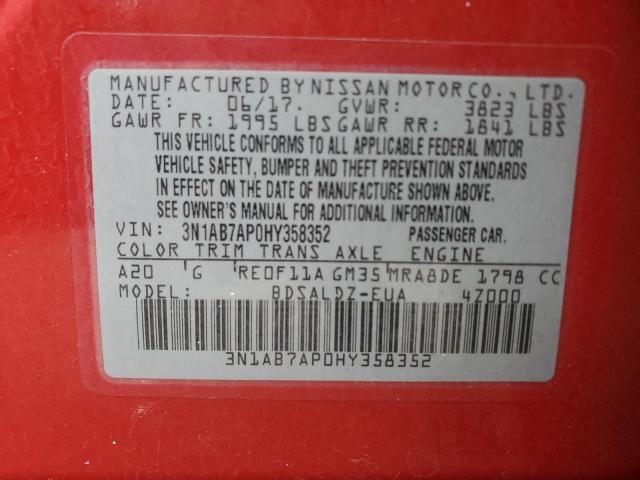 MANUFACTURED BY NISSAN MOTOR CO., LTD.
DATE: 06/17. GVWR: 3823 LBS
GAWR FR: 1995 LBS GAWR RR: 1841 LBS
THIS VEHICLE CONFORMS TO ALL APPLICABLE FEDERAL MOTOR
VEHICLE SAFETY, BUMPER AND THEFT PREVENTION STANDARDS
IN EFFECT ON THE DATE OF MANUFACTURE SHOWN ABOVE.
SEE OWNER'S MANUAL FOR ADDITIONAL INFORMATION.
VIN: 3N1AB7AP0HY358352 PASSENGER CAR.
COLOR TRIM TRANS AXLE ENGINE
A20 G RE0F11A GM35 MRA8DE 1798 CC
MODEL: BDSALDZ-EUA 4Z000
3N1AB7AP0HY358352